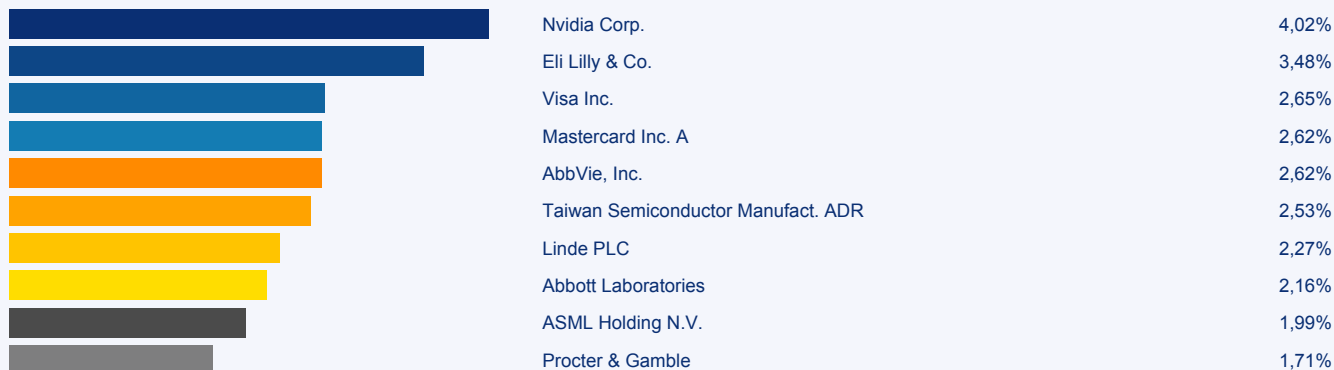 Nvidia Corp. 4,02%
Eli Lilly & Co. 3,48%
Visa Inc. 2,65%
Mastercard Inc. A 2,62%
AbbVie, Inc. 2,62%
Taiwan Semiconductor Manufact. ADR 2,53%
Linde PLC 2,27%
Abbott Laboratories 2,16%
ASML Holding N.V. 1,99%
Procter & Gamble 1,71%